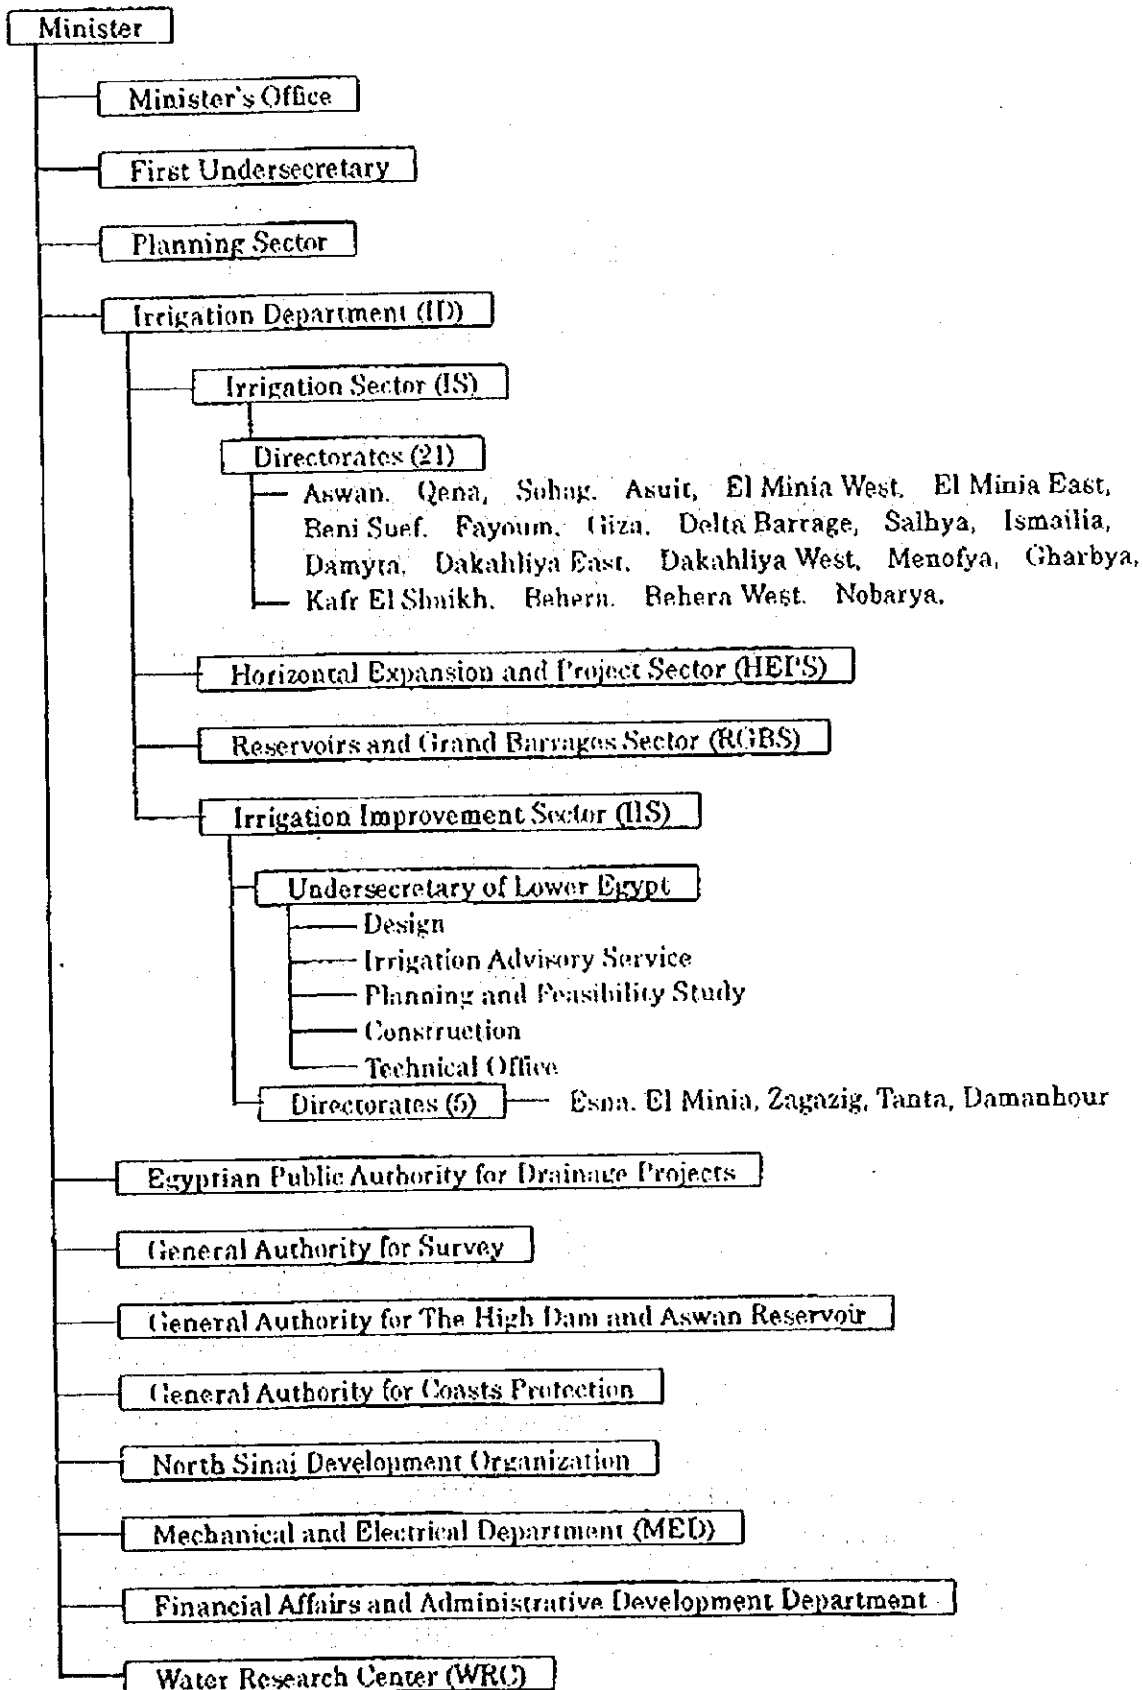 Minister
Minister's Office
First Undersecretary
Planning Sector
Irrigation Department (ID)
Irrigation Sector (IS)
Directorates (21)
Aswan. Qena, Sohag. Asuit, El Minia West. El Minia East,
Beni Suef. Fayoum. Giza. Delta Barrage, Salhya, Ismailia,
Damyta. Dakahliya East. Dakahliya West. Menofya, Gharbya,
Kafr El Shaikh. Behera. Behera West. Nobarya.
Horizontal Expansion and Project Sector (HEPS)
Reservoirs and Grand Barrages Sector (RGBS)
Irrigation Improvement Sector (IIS)
Undersecretary of Lower Egypt
Design
Irrigation Advisory Service
Planning and Feasibility Study
Construction
Technical Office
Directorates (5) Esna. El Minia, Zagazig, Tanta, Damanhour
Egyptian Public Authority for Drainage Projects
General Authority for Survey
General Authority for The High Dam and Aswan Reservoir
General Authority for Coasts Protection
North Sinai Development Organization
Mechanical and Electrical Department (MED)
Financial Affairs and Administrative Development Department
Water Research Center (WRC)